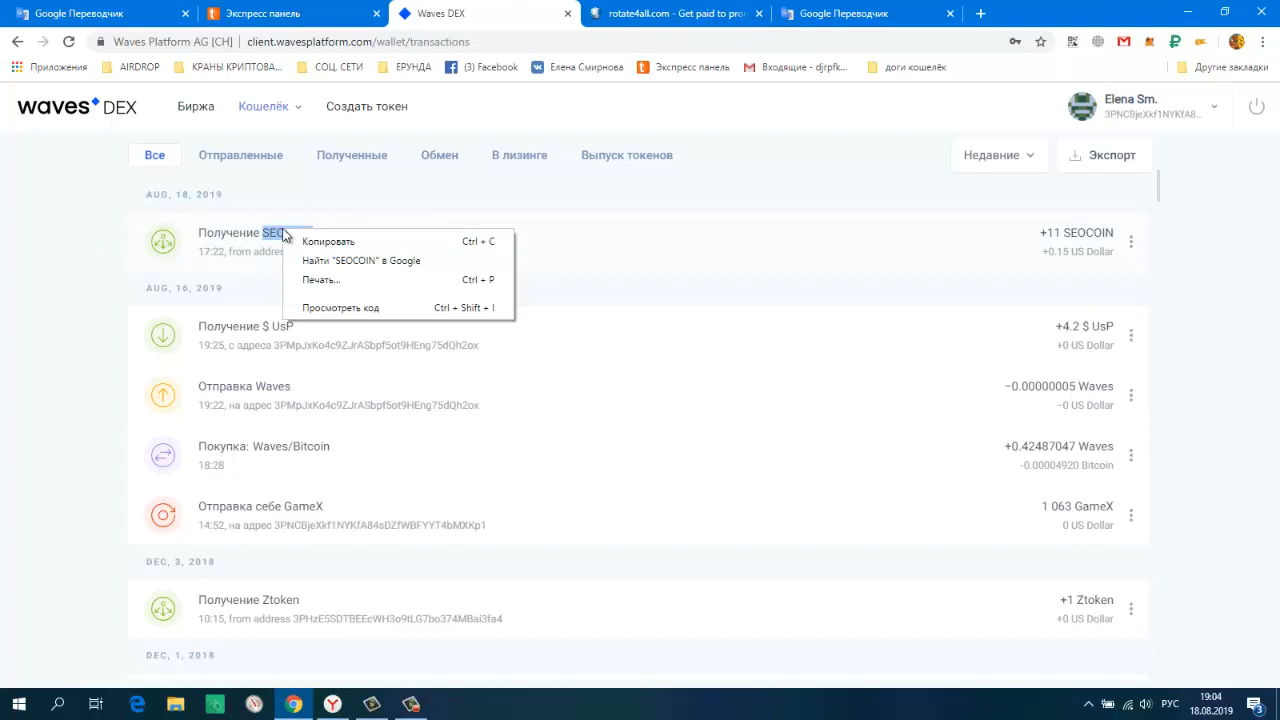 Google Переводчик
Экспресс панель
Waves DEX
rotate4all.com - Get paid to pro
Google Переводчик
Waves Platform AG [CH] | client.wavesplatform.com/wallet/transactions
Приложения
AIRDROP
КРАНЫ КРИПТОВА...
СОЦ. СЕТИ
ЕРУНДА
(3) Facebook
Елена Смирнова
Экспресс панель
Входящие - djrpfk...
доги кошелёк
Другие закладки
waves DEX
Биржа
Кошелёк
Создать токен
Elena Sm.
3PNCBjeXkf1NYKfA8...
Все
Отправленные
Полученные
Обмен
В лизинге
Выпуск токенов
Недавние
Экспорт
AUG, 18, 2019
Получение SEC
+11 SEOCOIN
17:22, from addre
+0.15 US Dollar
Копировать Ctrl + C
Найти "SEOCOIN" в Google
Печать... Ctrl + P
Просмотреть код Ctrl + Shift + I
AUG, 16, 2019
Получение $ UsP
+4.2 $ UsP
19:25, с адреса 3PMpJxKo4c9ZJrASbpf5ot9HEng75dQh2ox
+0 US Dollar
Отправка Waves
−0.00000005 Waves
19:22, на адрес 3PMpJxKo4c9ZJrASbpf5ot9HEng75dQh2ox
−0 US Dollar
Покупка: Waves/Bitcoin
+0.42487047 Waves
18:28
-0.00004920 Bitcoin
Отправка себе GameX
1 063 GameX
14:52, на адрес 3PNCBjeXkf1NYKfA84sDZfWBFYYT4bMXKp1
0 US Dollar
DEC, 3, 2018
Получение Ztoken
+1 Ztoken
10:15, from address 3PHzE5SDTBEEcWH3o9tLG7bo374MBai3fa4
+0 US Dollar
DEC, 1, 2018
РУС
19:04
18.08.2019
3